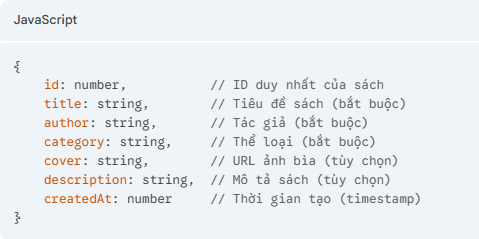 JavaScript
{
    id: number,           // ID duy nhất của sách
    title: string,        // Tiêu đề sách (bắt buộc)
    author: string,       // Tác giả (bắt buộc)
    category: string,     // Thể loại (bắt buộc)
    cover: string,        // URL ảnh bìa (tùy chọn)
    description: string,  // Mô tả sách (tùy chọn)
    createdAt: number     // Thời gian tạo (timestamp)
}